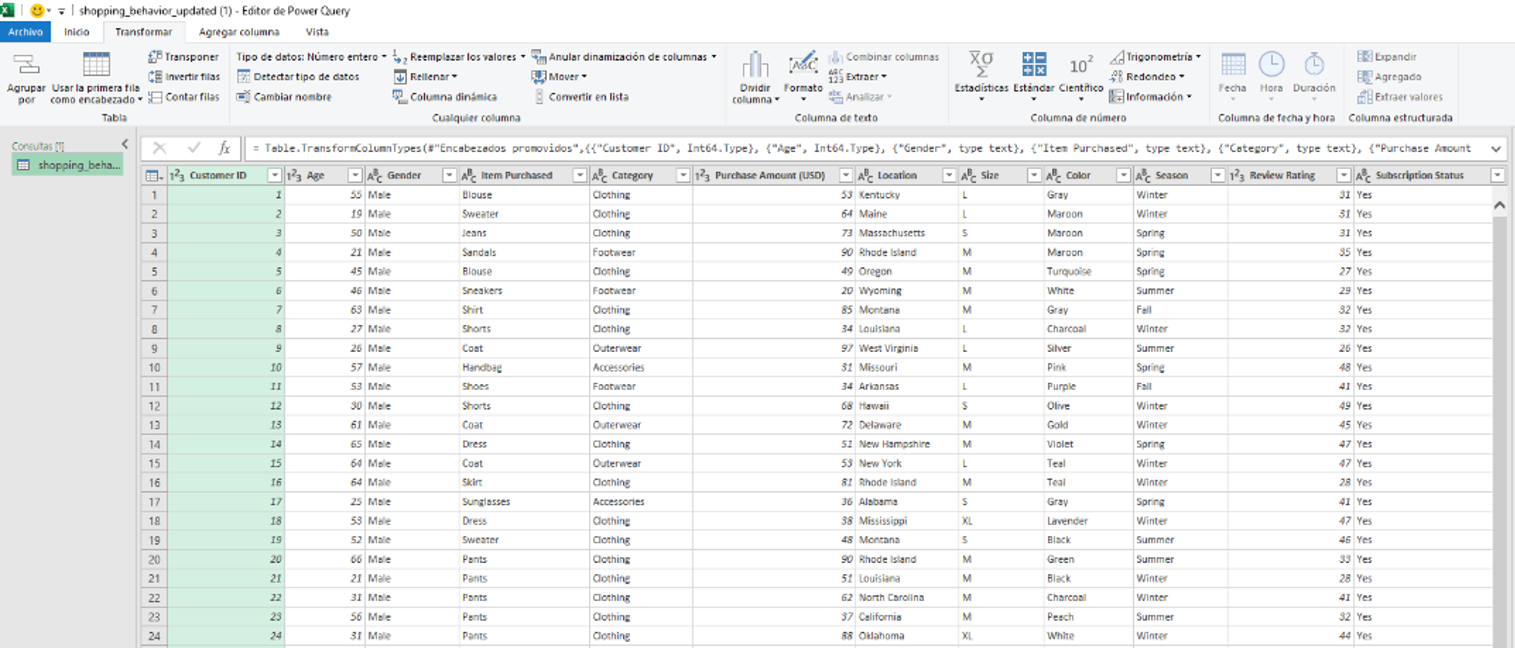 shopping_behavior_updated (1) - Editor de Power Query
Archivo Inicio Transformar Agregar columna Vista
Transponer Tipo de datos: Número entero Reemplazar los valores Anular dinamización de columnas Combinar columnas Trigonometría Expandir
Invertir filas Detectar tipo de datos Rellenar Mover Extraer Redondeo Agregado
Agrupar por Usar la primera fila como encabezado Contar filas Cambiar nombre Columna dinámica Convertir en lista Dividir columna Formato Analizar Estadísticas Estándar Científico Información Fecha Hora Duración Extraer valores
Tabla Cualquier columna Columna de texto Columna de número Columna de fecha y hora Columna estructurada
Consultas [1]
shopping_beha...
= Table.TransformColumnTypes(#"Encabezados promovidos",{{"Customer ID", Int64.Type}, {"Age", Int64.Type}, {"Gender", type text}, {"Item Purchased", type text}, {"Category", type text}, {"Purchase Amount
Customer ID Age Gender Item Purchased Category Purchase Amount (USD) Location Size Color Season Review Rating Subscription Status
1 1 55 Male Blouse Clothing 53 Kentucky L Gray Winter 31 Yes
2 2 19 Male Sweater Clothing 64 Maine L Maroon Winter 31 Yes
3 3 50 Male Jeans Clothing 73 Massachusetts S Maroon Spring 31 Yes
4 4 21 Male Sandals Footwear 90 Rhode Island M Maroon Spring 35 Yes
5 5 45 Male Blouse Clothing 49 Oregon M Turquoise Spring 27 Yes
6 6 46 Male Sneakers Footwear 20 Wyoming M White Summer 29 Yes
7 7 63 Male Shirt Clothing 85 Montana M Gray Fall 32 Yes
8 8 27 Male Shorts Clothing 34 Louisiana L Charcoal Winter 32 Yes
9 9 26 Male Coat Outerwear 97 West Virginia L Silver Summer 26 Yes
10 10 57 Male Handbag Accessories 31 Missouri M Pink Spring 48 Yes
11 11 53 Male Shoes Footwear 34 Arkansas L Purple Fall 41 Yes
12 12 30 Male Shorts Clothing 68 Hawaii S Olive Winter 49 Yes
13 13 61 Male Coat Outerwear 72 Delaware M Gold Winter 45 Yes
14 14 65 Male Dress Clothing 51 New Hampshire M Violet Spring 47 Yes
15 15 64 Male Coat Outerwear 53 New York L Teal Winter 47 Yes
16 16 64 Male Skirt Clothing 81 Rhode Island M Teal Winter 28 Yes
17 17 25 Male Sunglasses Accessories 36 Alabama S Gray Spring 41 Yes
18 18 53 Male Dress Clothing 38 Mississippi XL Lavender Winter 47 Yes
19 19 52 Male Sweater Clothing 48 Montana S Black Summer 46 Yes
20 20 66 Male Pants Clothing 90 Rhode Island M Green Summer 33 Yes
21 21 21 Male Pants Clothing 51 Louisiana M Black Winter 28 Yes
22 22 31 Male Pants Clothing 62 North Carolina M Charcoal Winter 41 Yes
23 23 56 Male Pants Clothing 37 California M Peach Summer 32 Yes
24 24 31 Male Pants Clothing 88 Oklahoma XL White Winter 44 Yes